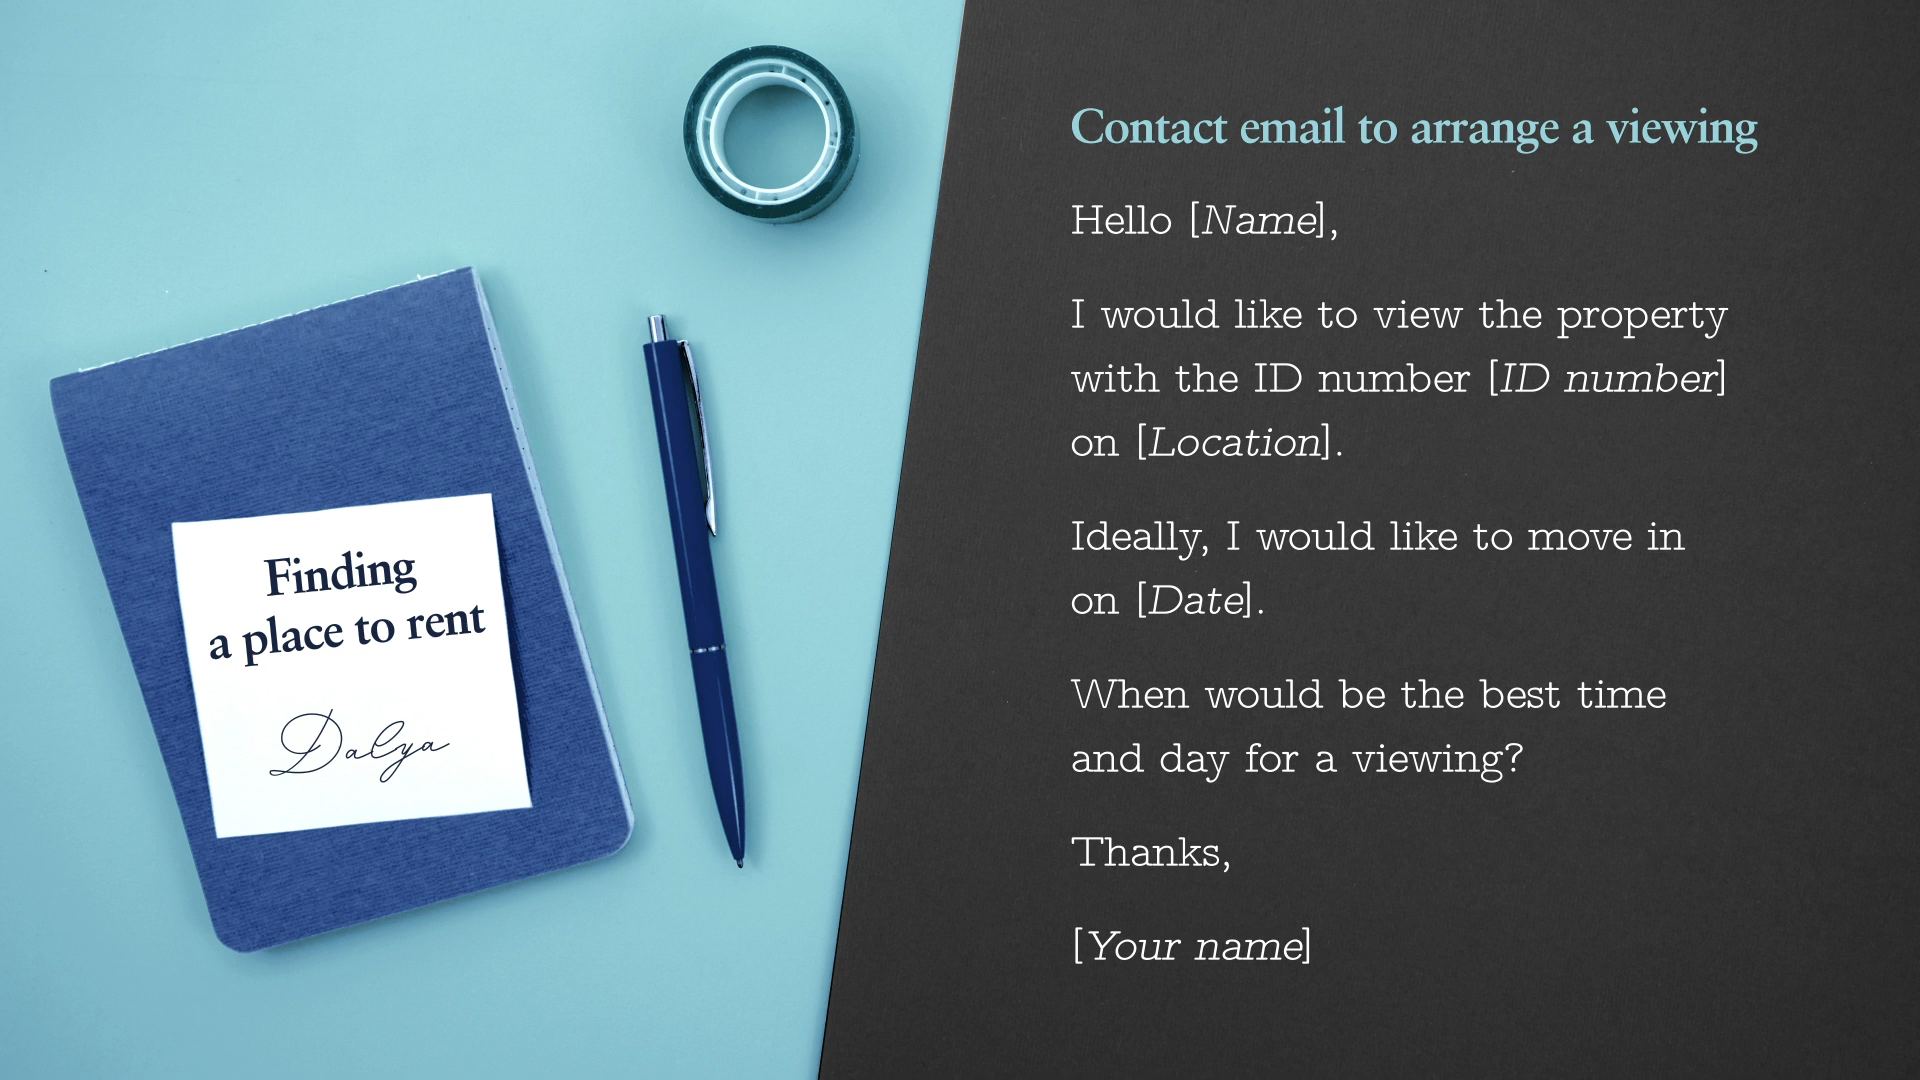 Finding
a place to rent
Dalya
Contact email to arrange a viewing
Hello [Name],
I would like to view the property
with the ID number [ID number]
on [Location].
Ideally, I would like to move in
on [Date].
When would be the best time
and day for a viewing?
Thanks,
[Your name]